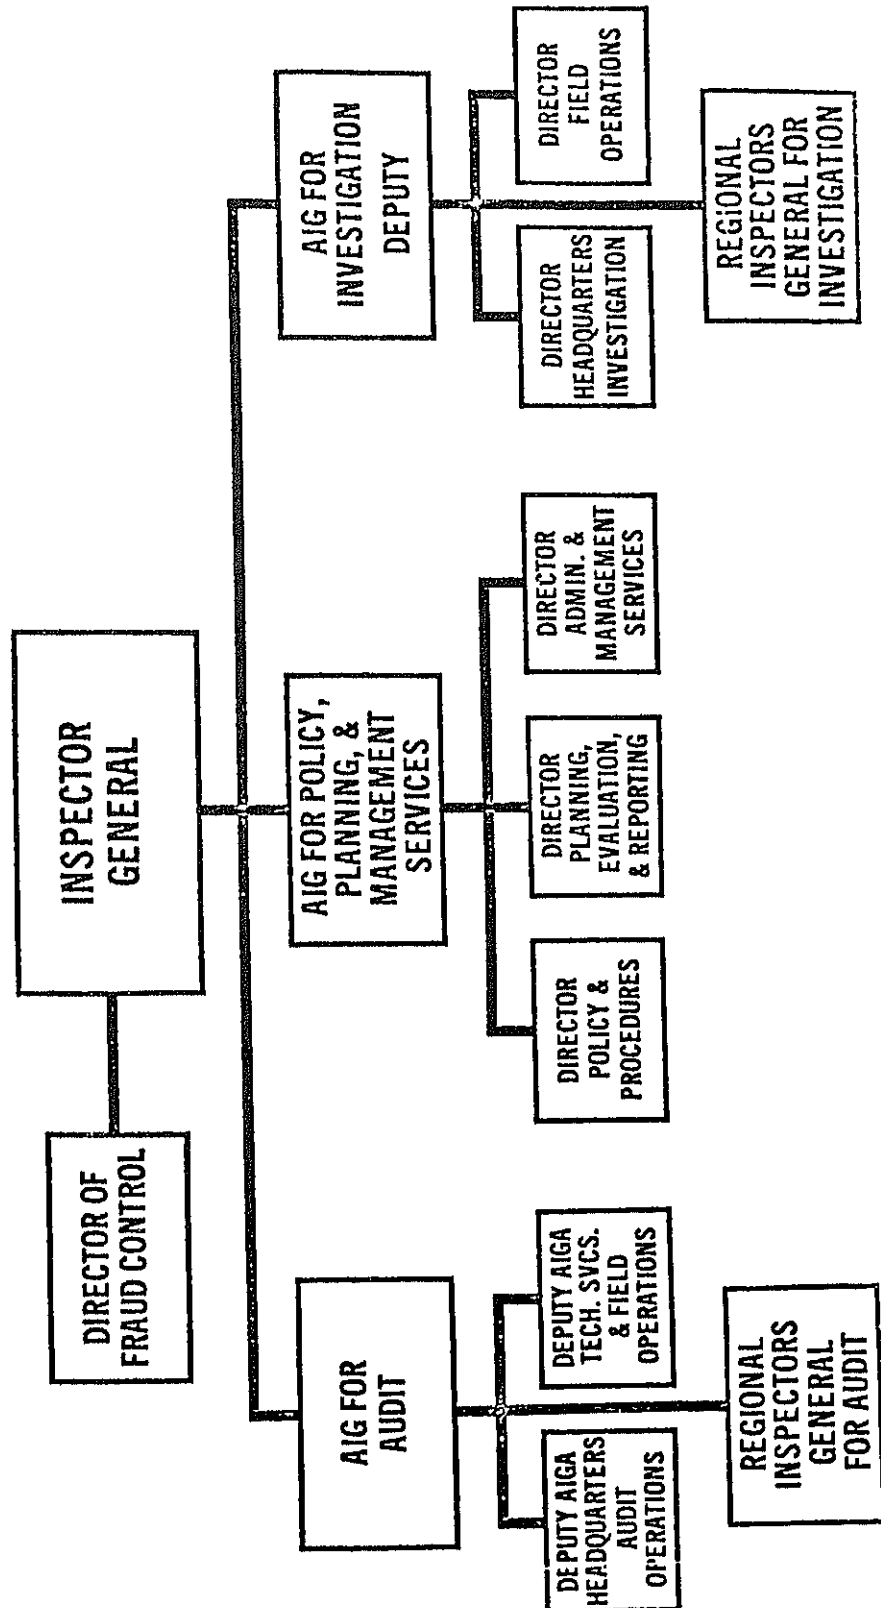 INSPECTOR
GENERAL
DIRECTOR OF
FRAUD CONTROL
AIG FOR
AUDIT
AIG FOR POLICY,
PLANNING, &
MANAGEMENT
SERVICES
AIG FOR
INVESTIGATION
DEPUTY
DEPUTY AIGA
HEADQUARTERS
AUDIT
OPERATIONS
DEPUTY AIGA
TECH. SVCS.
& FIELD
OPERATIONS
DIRECTOR
POLICY &
PROCEDURES
DIRECTOR
PLANNING,
EVALUATION,
& REPORTING
DIRECTOR
ADMIN. &
MANAGEMENT
SERVICES
DIRECTOR
HEADQUARTERS
INVESTIGATION
DIRECTOR
FIELD
OPERATIONS
REGIONAL
INSPECTORS
GENERAL
FOR AUDIT
REGIONAL
INSPECTORS
GENERAL FOR
INVESTIGATION